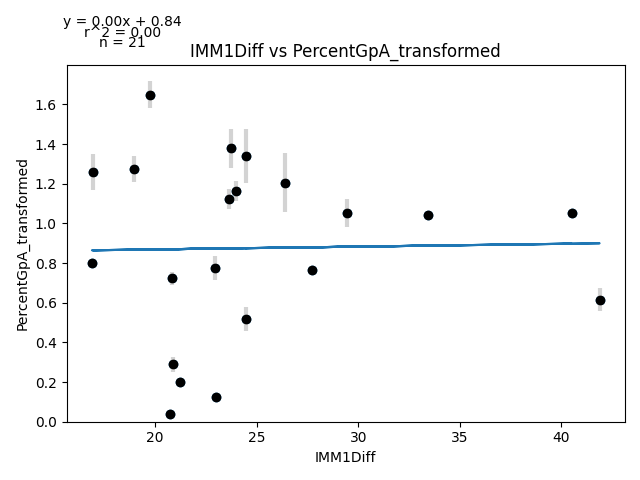 y = 0.00x + 0.84
r^2 = 0.00
n = 21
IMM1Diff vs PercentGpA_transformed
PercentGpA_transformed
1.6
1.4
1.2
1.0
0.8
0.6
0.4
0.2
0.0
20 25 30 35 40
IMM1Diff